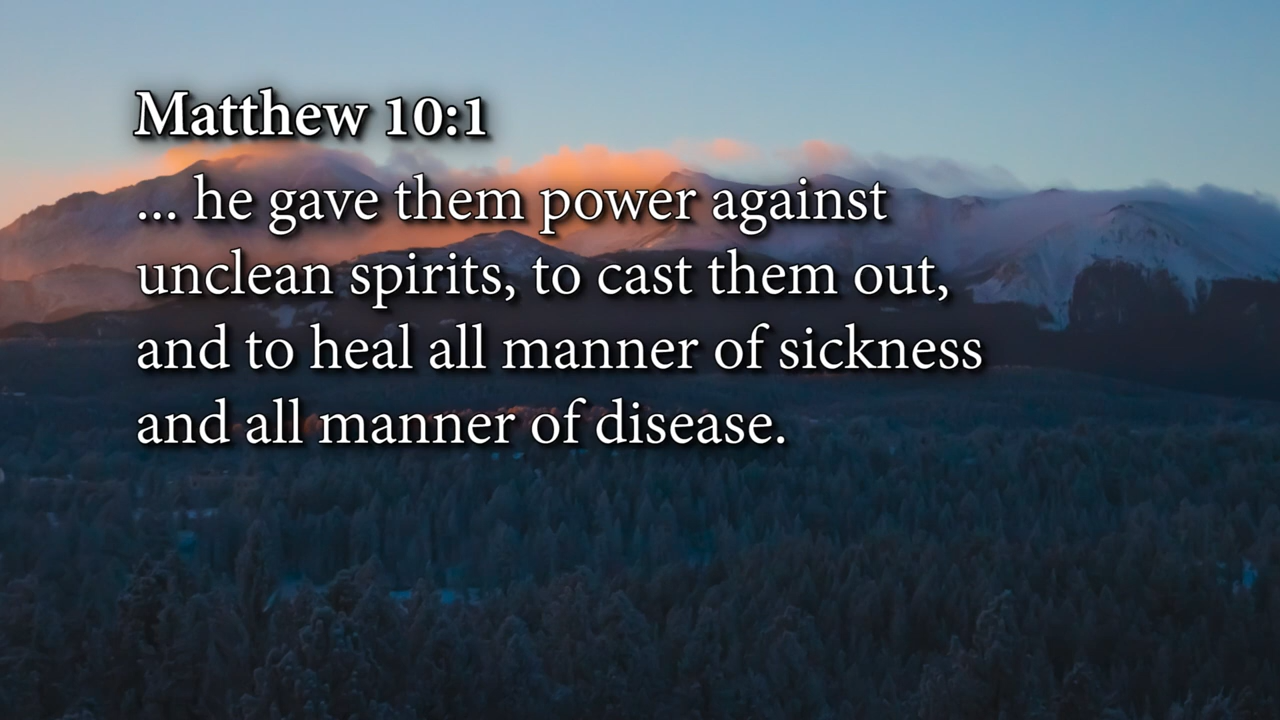 Matthew 10:1
... he gave them power against
unclean spirits, to cast them out,
and to heal all manner of sickness
and all manner of disease.